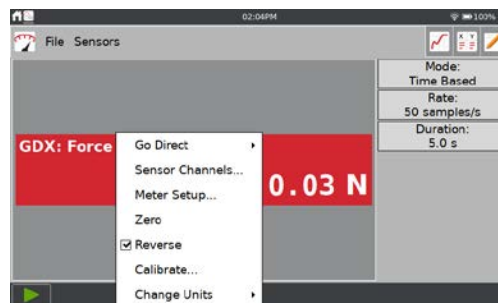 02:04PM
100%
File Sensors
X Y
Mode:
Time Based
Rate:
50 samples/s
Duration:
5.0 s
GDX: Force
0.03 N
Go Direct
Sensor Channels...
Meter Setup...
Zero
Reverse
Calibrate...
Change Units